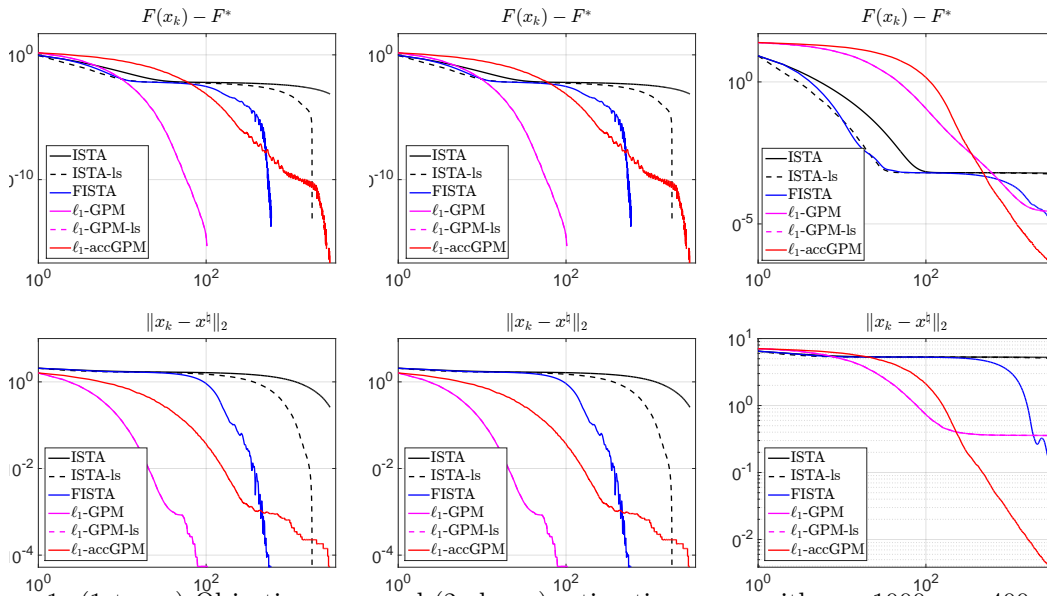 F(x_k) − F* F(x_k) − F* F(x_k) − F*
10^0 10^0 10^0
ISTA ISTA ISTA
ISTA-ls ISTA-ls ISTA-ls
FISTA FISTA FISTA
ℓ1-GPM ℓ1-GPM ℓ1-GPM
ℓ1-GPM-ls ℓ1-GPM-ls ℓ1-GPM-ls
ℓ1-accGPM ℓ1-accGPM ℓ1-accGPM
)^-10 )^-10 10^-5
10^0 10^2 10^0 10^2 10^0 10^2
‖x_k − x^♮‖_2 ‖x_k − x^♮‖_2 ‖x_k − x^♮‖_2
10^1
10^0 10^0 10^0
ISTA ISTA ISTA
ISTA-ls ISTA-ls ISTA-ls
FISTA FISTA FISTA
ℓ1-GPM ℓ1-GPM ℓ1-GPM
ℓ1-GPM-ls ℓ1-GPM-ls ℓ1-GPM-ls
ℓ1-accGPM ℓ1-accGPM ℓ1-accGPM
0^-2 0^-2 0^-1
0^-4 0^-4 0^-2
10^0 10^2 10^0 10^2 10^0 10^2